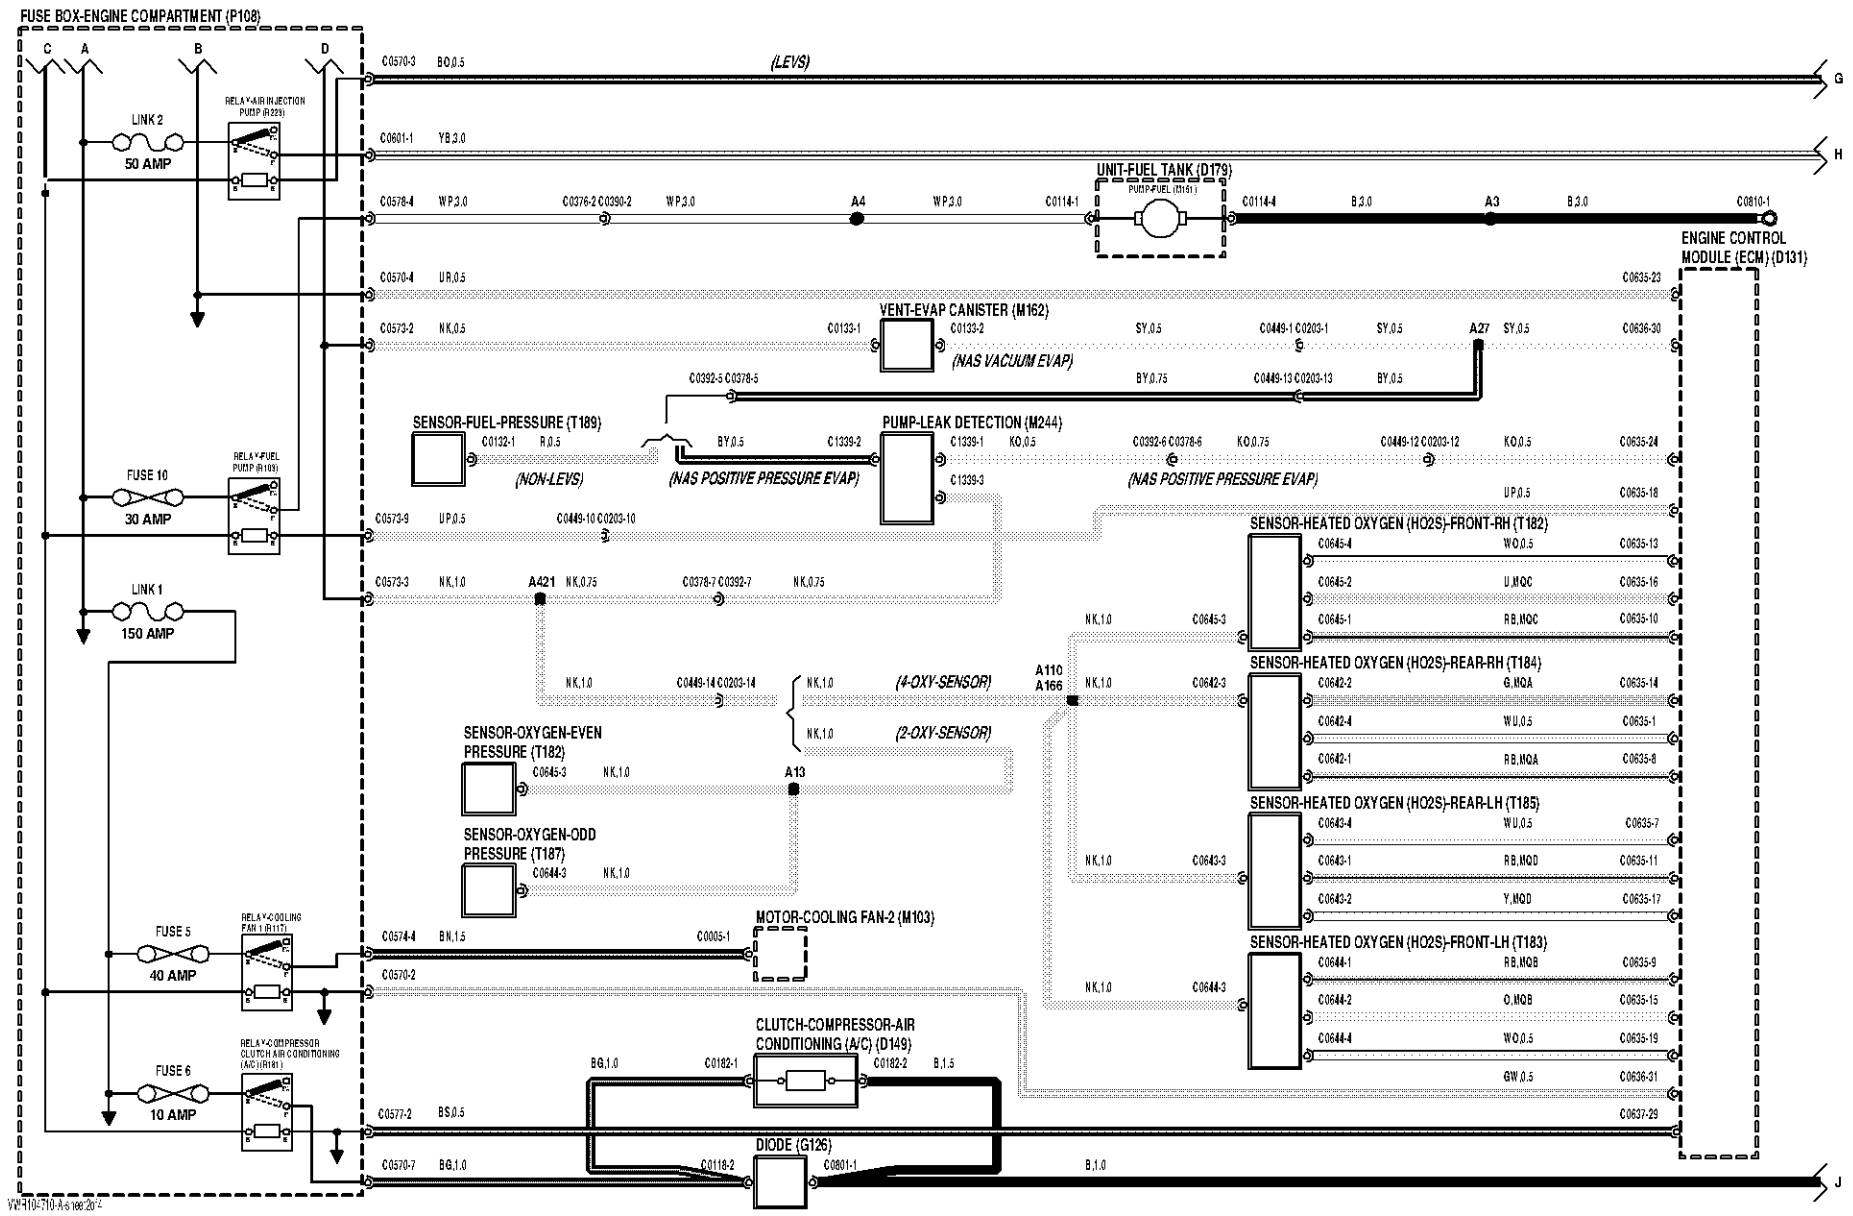 FUSE BOX-ENGINE COMPARTMENT (P108)
C A B D
C0570-3 BO,0.5 (LEVS) G
RELAY-AIR INJECTION
PUMP (R223)
LINK 2
50 AMP
C0601-1 YB,3.0 H
UNIT-FUEL TANK (D179)
PUMP-FUEL (M161)
C0578-4 WP,3.0 C0376-2 C0390-2 WP,3.0 A4 WP,3.0 C0114-1 C0114-4 B,3.0 A3 B,3.0 C0810-1
ENGINE CONTROL
MODULE (ECM) (D131)
C0570-4 UR,0.5 C0635-23
VENT-EVAP CANISTER (M162)
C0573-2 NK,0.5 C0133-1 C0133-2 SY,0.5 C0449-1 C0203-1 SY,0.5 A27 SY,0.5 C0636-30
(NAS VACUUM EVAP)
C0392-5 C0378-5 BY,0.75 C0449-13 C0203-13 BY,0.5
SENSOR-FUEL-PRESSURE (T189)
PUMP-LEAK DETECTION (M244)
C0132-1 R,0.5 BY,0.5 C1339-2 C1339-1 KO,0.5 C0392-6 C0378-6 KO,0.75 C0449-12 C0203-12 KO,0.5 C0635-24
(NON-LEVS) (NAS POSITIVE PRESSURE EVAP) C1339-3 (NAS POSITIVE PRESSURE EVAP)
RELAY-FUEL
PUMP (R103)
FUSE 10
30 AMP
UP,0.5 C0635-18
C0573-9 UP,0.5 C0449-10 C0203-10
SENSOR-HEATED OXYGEN (HO2S)-FRONT-RH (T182)
C0645-4 WO,0.5 C0635-13
C0645-2 U,MQC C0635-16
C0645-1 RB,MQC C0635-10
C0573-3 NK,1.0 A421 NK,0.75 C0378-7 C0392-7 NK,0.75
LINK 1
150 AMP
NK,1.0 C0645-3
SENSOR-HEATED OXYGEN (HO2S)-REAR-RH (T184)
NK,1.0 C0449-14 C0203-14 NK,1.0 (4-OXY-SENSOR) A110
A166 NK,1.0 C0642-3
C0642-2 G,MQA C0635-14
C0642-4 WU,0.5 C0635-1
C0642-1 RB,MQA C0635-8
NK,1.0 (2-OXY-SENSOR)
SENSOR-OXYGEN-EVEN
PRESSURE (T182)
C0645-3 NK,1.0 A13
SENSOR-OXYGEN-ODD
PRESSURE (T187)
C0644-3 NK,1.0
SENSOR-HEATED OXYGEN (HO2S)-REAR-LH (T185)
C0643-4 WU,0.5 C0635-7
NK,1.0 C0643-3 C0643-1 RB,MQD C0635-11
C0643-2 Y,MQD C0635-17
RELAY-COOLING
FAN 1 (R117)
FUSE 5
40 AMP
MOTOR-COOLING FAN-2 (M103)
C0574-4 BN,1.5 C0005-1
C0570-2
SENSOR-HEATED OXYGEN (HO2S)-FRONT-LH (T183)
C0644-1 RB,MQB C0635-9
NK,1.0 C0644-3 C0644-2 O,MQB C0635-15
C0644-4 WO,0.5 C0635-19
GW,0.5 C0636-31
RELAY-COMPRESSOR
CLUTCH AIR CONDITIONING
(A/C) (R181)
FUSE 6
10 AMP
CLUTCH-COMPRESSOR-AIR
CONDITIONING (A/C) (D149)
BG,1.0 C0182-1 C0182-2 B,1.5
C0577-2 BS,0.5 C0637-29
DIODE (G126)
C0570-7 BG,1.0 C0118-2 C0801-1 B,1.0 J